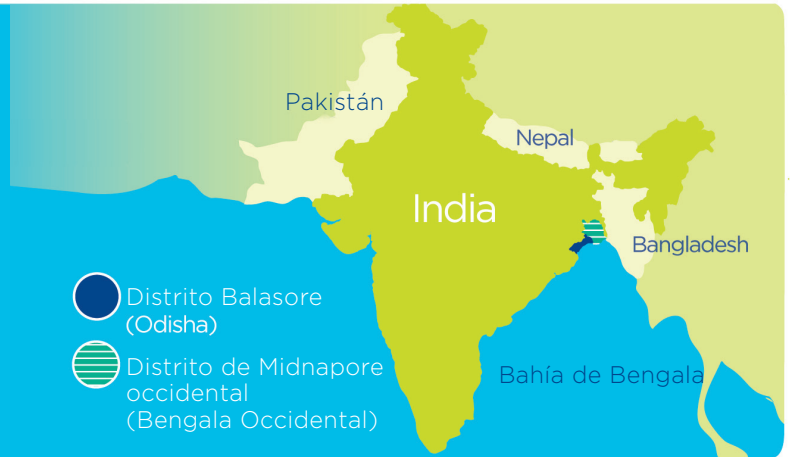 Pakistán
Nepal
India
Bangladesh
Distrito Balasore
(Odisha)
Distrito de Midnapore
occidental
(Bengala Occidental)
Bahía de Bengala